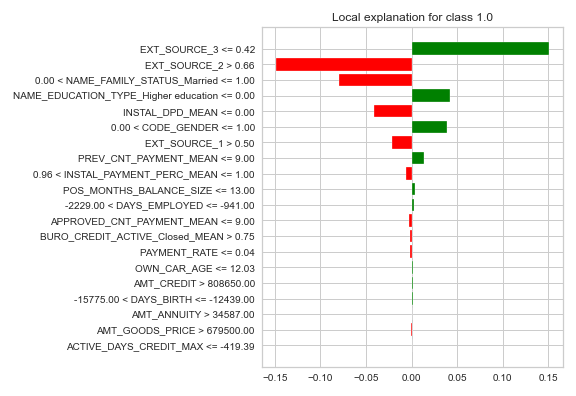 Local explanation for class 1.0
EXT_SOURCE_3 <= 0.42
EXT_SOURCE_2 > 0.66
0.00 < NAME_FAMILY_STATUS_Married <= 1.00
NAME_EDUCATION_TYPE_Higher education <= 0.00
INSTAL_DPD_MEAN <= 0.00
0.00 < CODE_GENDER <= 1.00
EXT_SOURCE_1 > 0.50
PREV_CNT_PAYMENT_MEAN <= 9.00
0.96 < INSTAL_PAYMENT_PERC_MEAN <= 1.00
POS_MONTHS_BALANCE_SIZE <= 13.00
-2229.00 < DAYS_EMPLOYED <= -941.00
APPROVED_CNT_PAYMENT_MEAN <= 9.00
BURO_CREDIT_ACTIVE_Closed_MEAN > 0.75
PAYMENT_RATE <= 0.04
OWN_CAR_AGE <= 12.03
AMT_CREDIT > 808650.00
-15775.00 < DAYS_BIRTH <= -12439.00
AMT_ANNUITY > 34587.00
AMT_GOODS_PRICE > 679500.00
ACTIVE_DAYS_CREDIT_MAX <= -419.39
−0.15 −0.10 −0.05 0.00 0.05 0.10 0.15